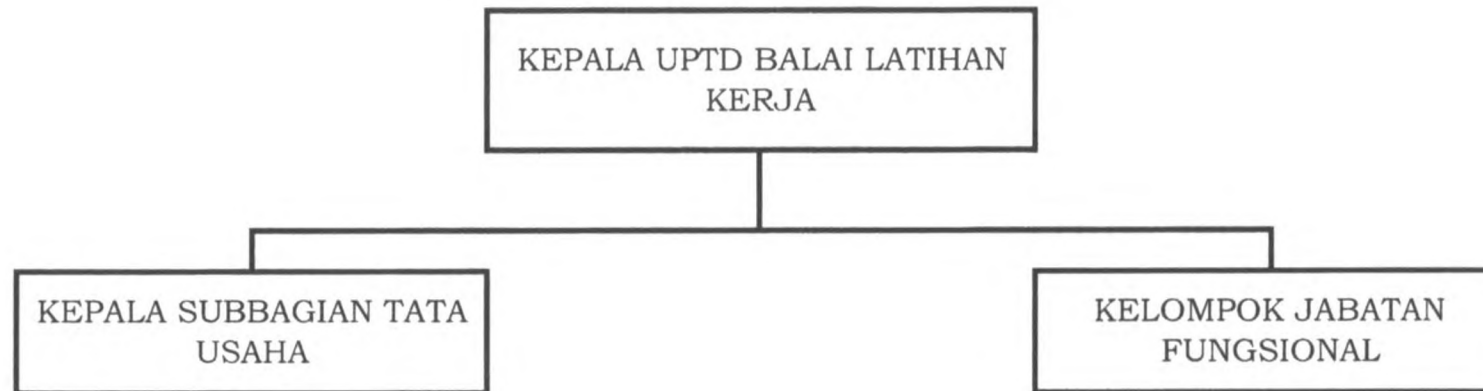 KEPALA UPTD BALAI LATIHAN
KERJA
KEPALA SUBBAGIAN TATA
USAHA
KELOMPOK JABATAN
FUNGSIONAL